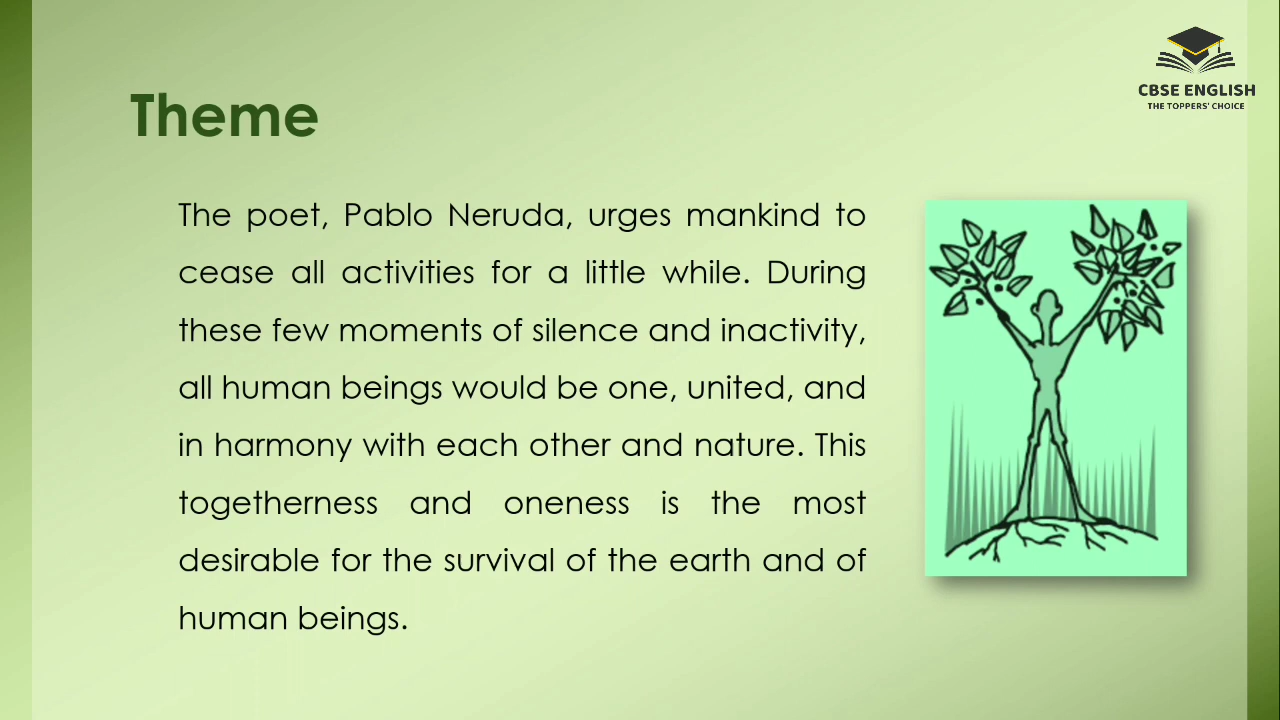 CBSE ENGLISH
THE TOPPERS' CHOICE
Theme
The poet, Pablo Neruda, urges mankind to
cease all activities for a little while. During
these few moments of silence and inactivity,
all human beings would be one, united, and
in harmony with each other and nature. This
togetherness and oneness is the most
desirable for the survival of the earth and of
human beings.